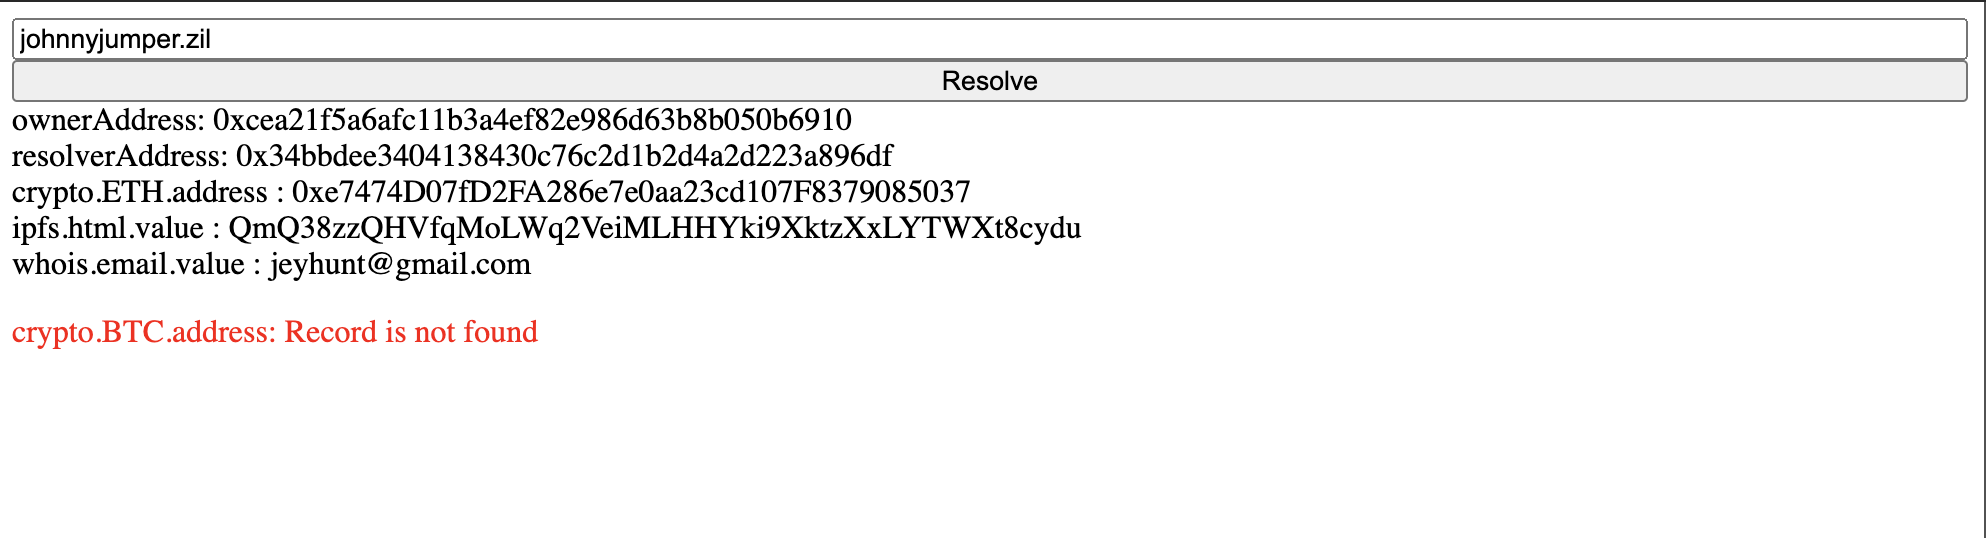 johnnyjumper.zil
Resolve
ownerAddress: 0xcea21f5a6afc11b3a4ef82e986d63b8b050b6910
resolverAddress: 0x34bbdee3404138430c76c2d1b2d4a2d223a896df
crypto.ETH.address : 0xe7474D07fD2FA286e7e0aa23cd107F8379085037
ipfs.html.value : QmQ38zzQHVfqMoLWq2VeiMLHHYki9XktzXxLYTWXt8cydu
whois.email.value : jeyhunt@gmail.com
crypto.BTC.address: Record is not found